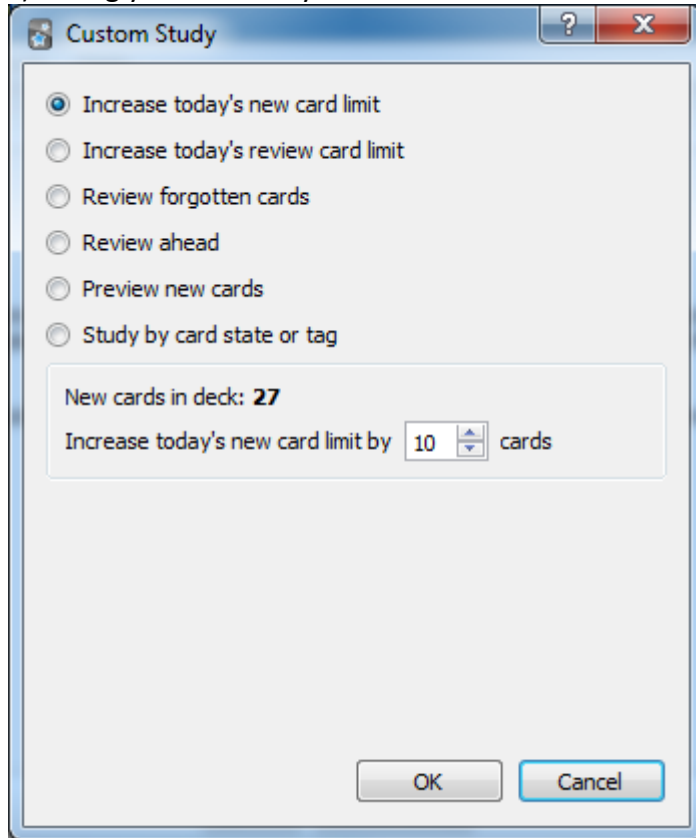 Custom Study
Increase today's new card limit
Increase today's review card limit
Review forgotten cards
Review ahead
Preview new cards
Study by card state or tag
New cards in deck: 27
Increase today's new card limit by 10 cards
OK Cancel